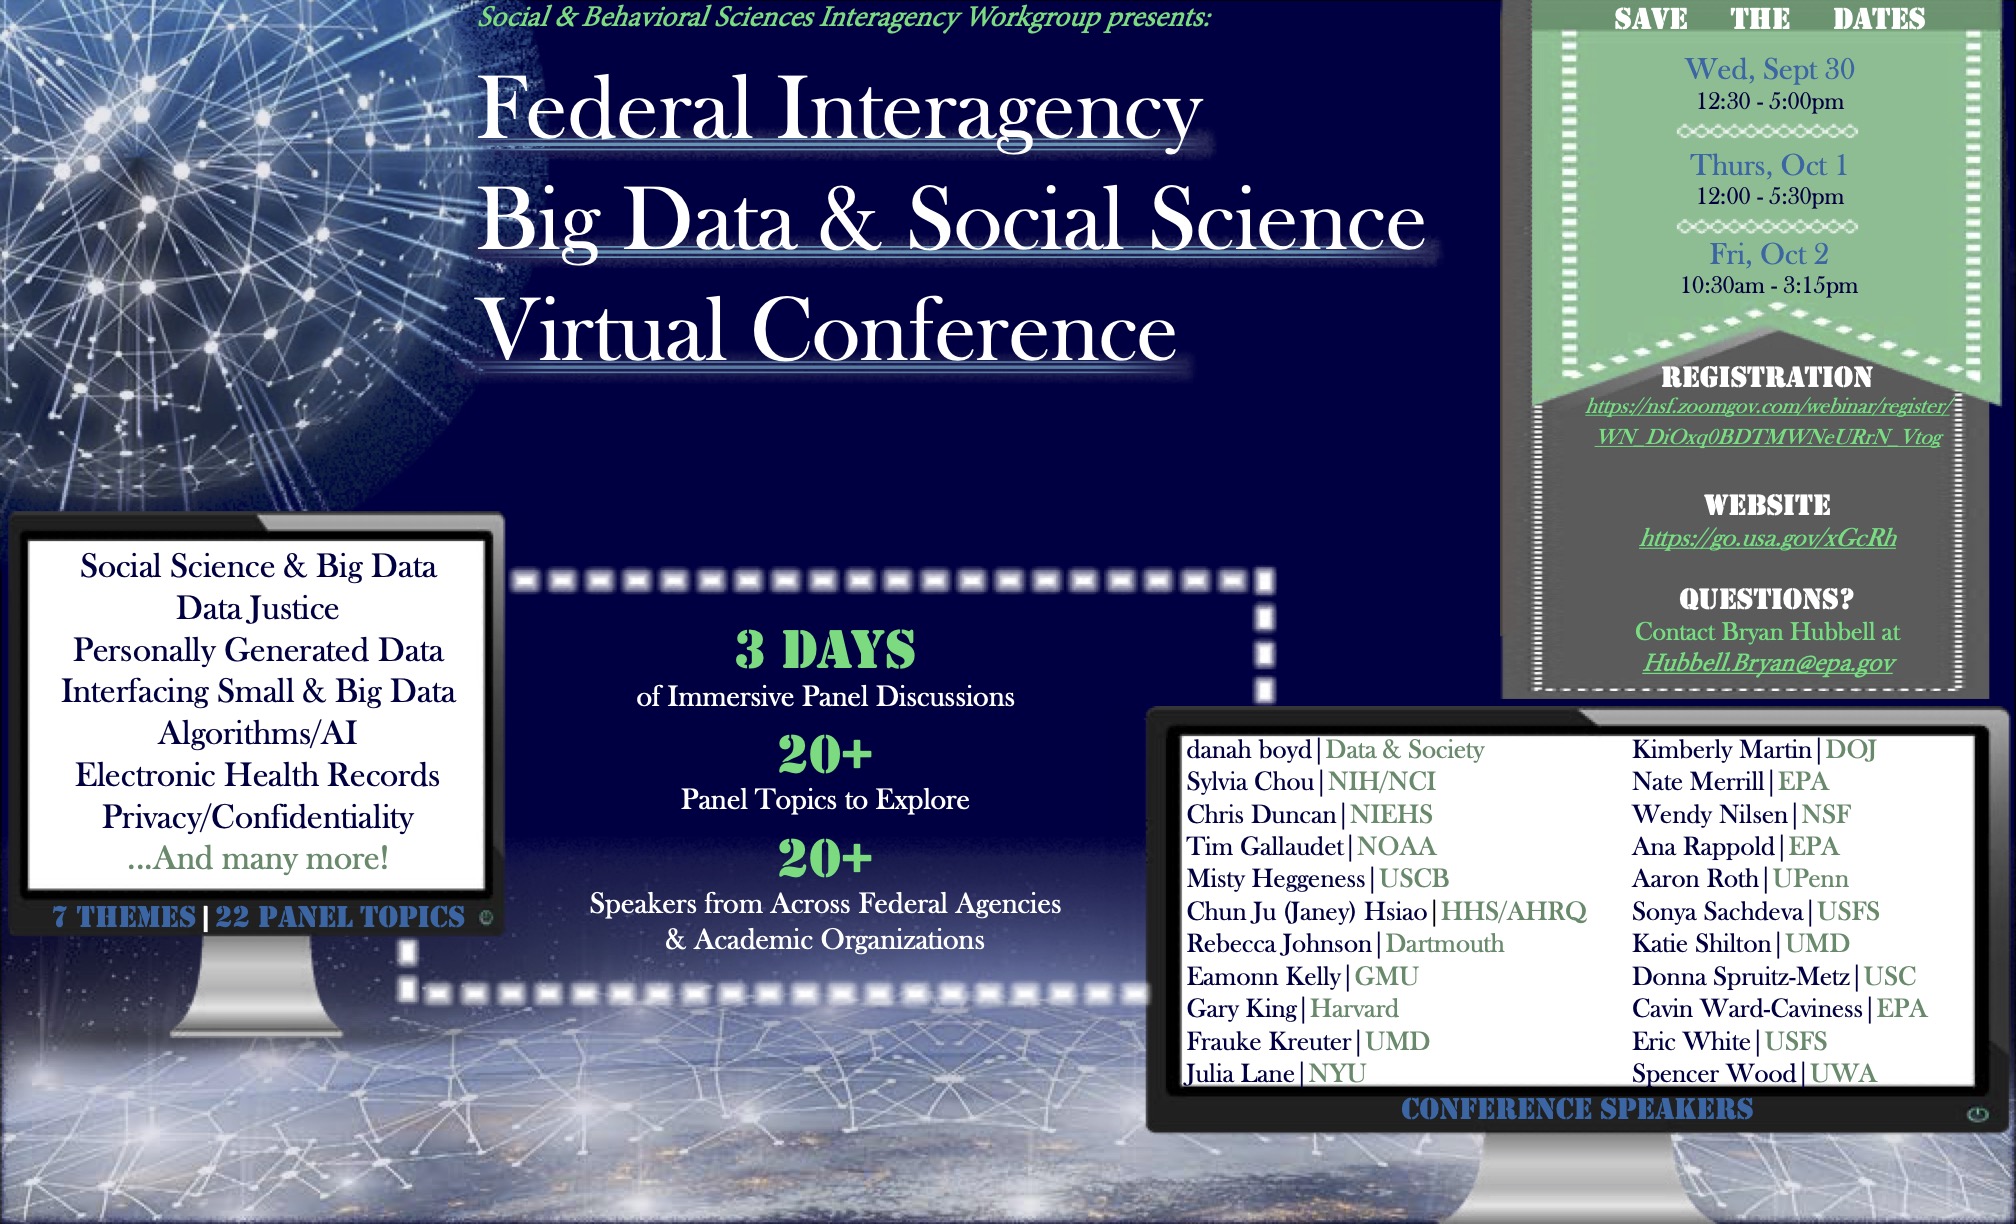 Social & Behavioral Sciences Interagency Workgroup presents:
Federal Interagency
Big Data & Social Science
Virtual Conference
SAVE THE DATES
Wed, Sept 30
12:30 - 5:00pm
Thurs, Oct 1
12:00 - 5:30pm
Fri, Oct 2
10:30am - 3:15pm
REGISTRATION
https://nsf.zoomgov.com/webinar/register/
WN_DiOxq0BDTMWNeURrN_Vtog
WEBSITE
https://go.usa.gov/xGcRh
QUESTIONS?
Contact Bryan Hubbell at
Hubbell.Bryan@epa.gov
Social Science & Big Data
Data Justice
Personally Generated Data
Interfacing Small & Big Data
Algorithms/AI
Electronic Health Records
Privacy/Confidentiality
...And many more!
7 THEMES|22 PANEL TOPICS
3 DAYS
of Immersive Panel Discussions
20+
Panel Topics to Explore
20+
Speakers from Across Federal Agencies
& Academic Organizations
danah boyd|Data & Society
Sylvia Chou|NIH/NCI
Chris Duncan|NIEHS
Tim Gallaudet|NOAA
Misty Heggeness|USCB
Chun Ju (Janey) Hsiao|HHS/AHRQ
Rebecca Johnson|Dartmouth
Eamonn Kelly|GMU
Gary King|Harvard
Frauke Kreuter|UMD
Julia Lane|NYU
Kimberly Martin|DOJ
Nate Merrill|EPA
Wendy Nilsen|NSF
Ana Rappold|EPA
Aaron Roth|UPenn
Sonya Sachdeva|USFS
Katie Shilton|UMD
Donna Spruitz-Metz|USC
Cavin Ward-Caviness|EPA
Eric White|USFS
Spencer Wood|UWA
CONFERENCE SPEAKERS